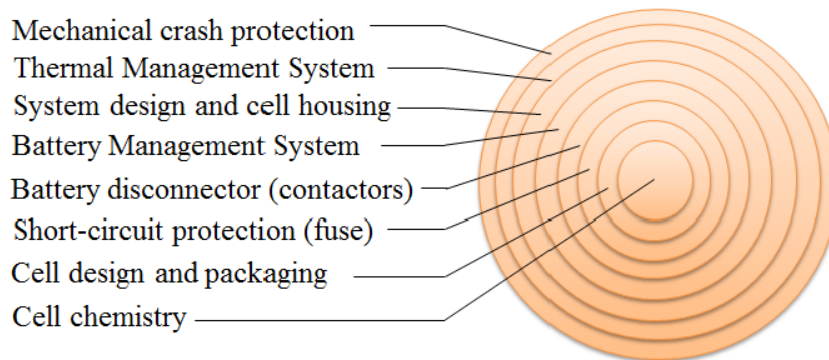 Mechanical crash protection
Thermal Management System
System design and cell housing
Battery Management System
Battery disconnector (contactors)
Short-circuit protection (fuse)
Cell design and packaging
Cell chemistry